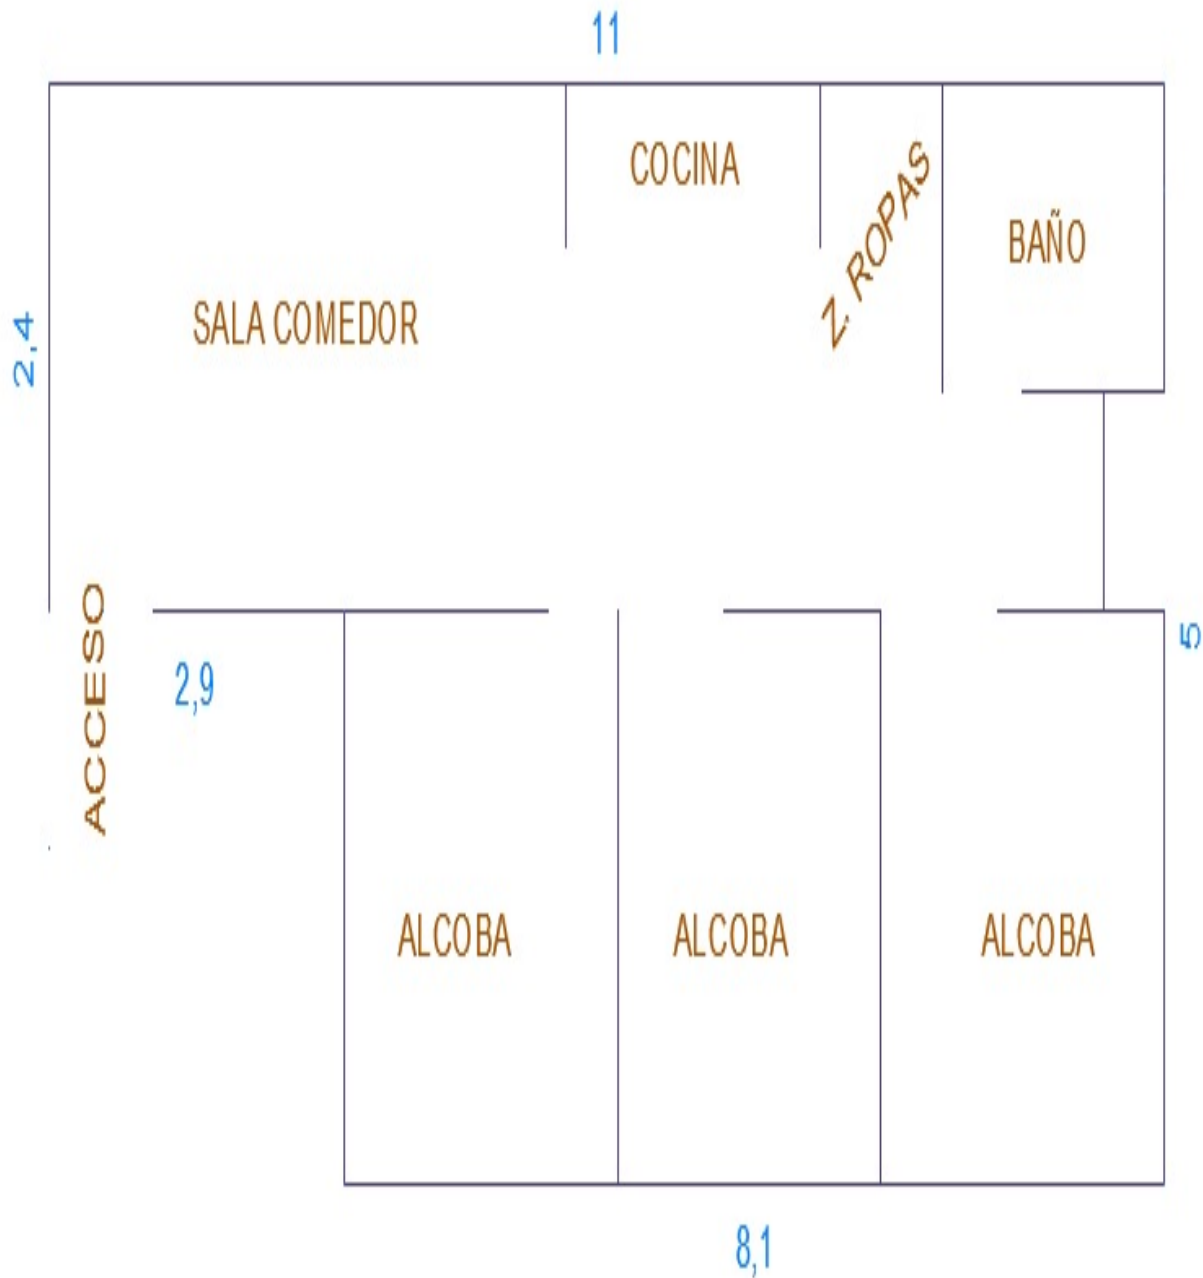 11
COCINA
Z. ROPAS
BAÑO
SALA COMEDOR
2,4
ACCESO
2,9
5
ALCOBA
ALCOBA
ALCOBA
8,1